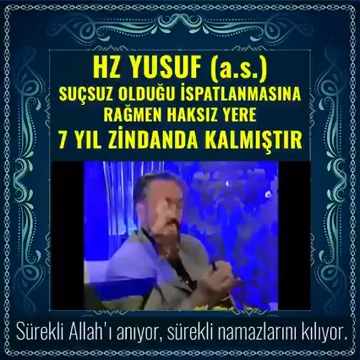 HZ YUSUF (a.s.)
SUÇSUZ OLDUĞU İSPATLANMASINA
RAĞMEN HAKSIZ YERE
7 YIL ZİNDANDA KALMIŞTIR
Sürekli Allah'ı anıyor, sürekli namazlarını kılıyor.